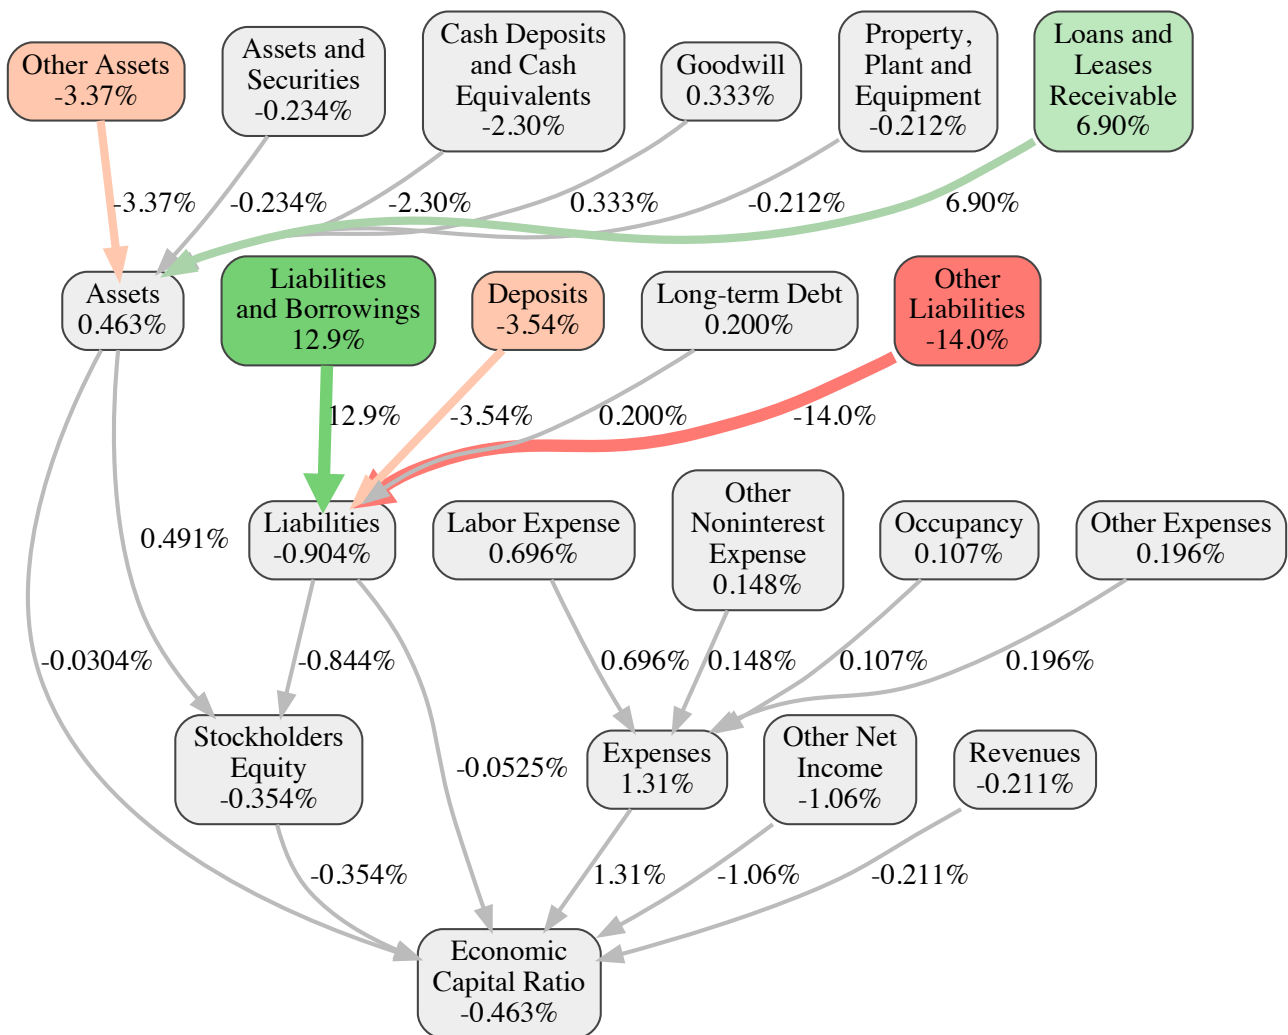 Other Assets
-3.37%
Assets and
Securities
-0.234%
Cash Deposits
and Cash
Equivalents
-2.30%
Goodwill
0.333%
Property,
Plant and
Equipment
-0.212%
Loans and
Leases
Receivable
6.90%
-3.37%
-0.234%
-2.30%
0.333%
-0.212%
6.90%
Assets
0.463%
Liabilities
and Borrowings
12.9%
Deposits
-3.54%
Long-term Debt
0.200%
Other
Liabilities
-14.0%
12.9%
-3.54%
0.200%
-14.0%
0.491%
Liabilities
-0.904%
Labor Expense
0.696%
Other
Noninterest
Expense
0.148%
Occupancy
0.107%
Other Expenses
0.196%
-0.0304%
-0.844%
0.696%
0.148%
0.107%
0.196%
Stockholders
Equity
-0.354%
-0.0525%
Expenses
1.31%
Other Net
Income
-1.06%
Revenues
-0.211%
-0.354%
1.31%
-1.06%
-0.211%
Economic
Capital Ratio
-0.463%